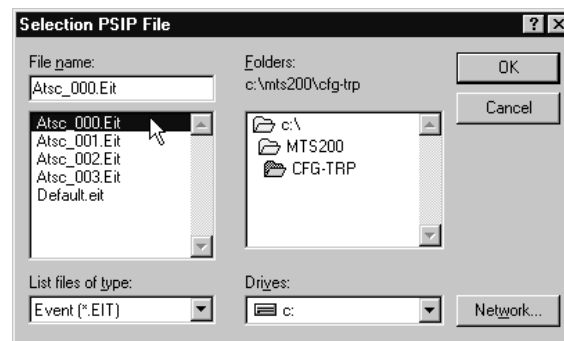 Selection PSIP File
File name:
Atsc_000.Eit
Atsc_000.Eit
Atsc_001.Eit
Atsc_002.Eit
Atsc_003.Eit
Default.eit
List files of type:
Event (*.EIT)
Folders:
c:\mts200\cfg-trp
c:\
MTS200
CFG-TRP
Drives:
c:
OK
Cancel
Network...